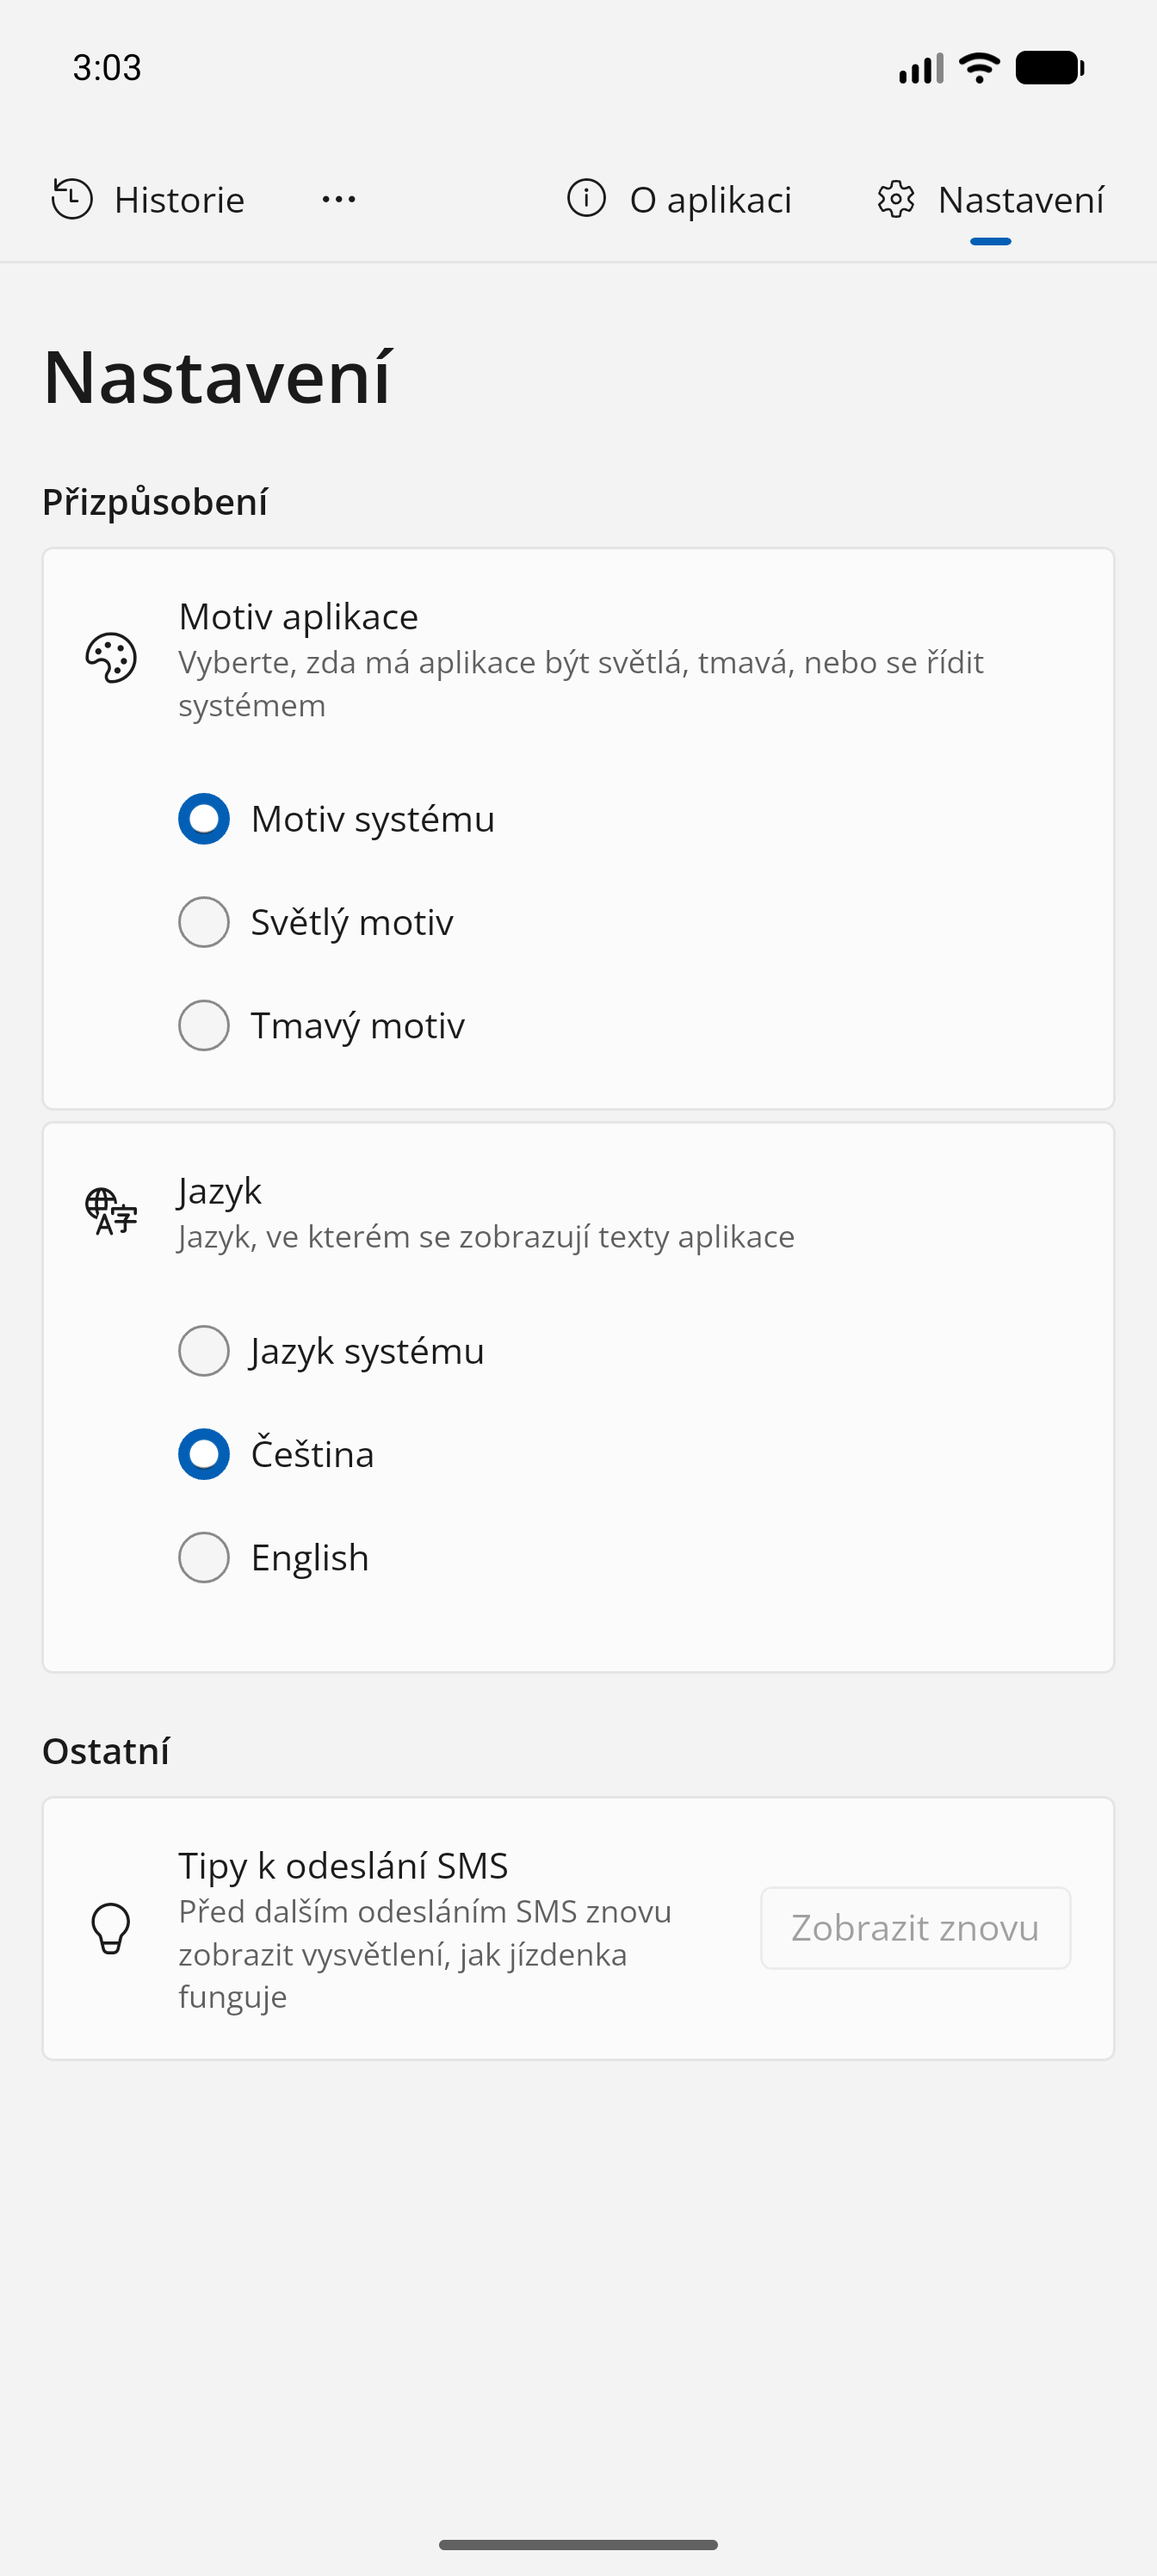 3:03
Historie
O aplikaci
Nastavení
Nastavení
Přizpůsobení
Motiv aplikace
Vyberte, zda má aplikace být světlá, tmavá, nebo se řídit
systémem
Motiv systému
Světlý motiv
Tmavý motiv
Jazyk
Jazyk, ve kterém se zobrazují texty aplikace
Jazyk systému
Čeština
English
Ostatní
Tipy k odeslání SMS
Před dalším odesláním SMS znovu
zobrazit vysvětlení, jak jízdenka
funguje
Zobrazit znovu